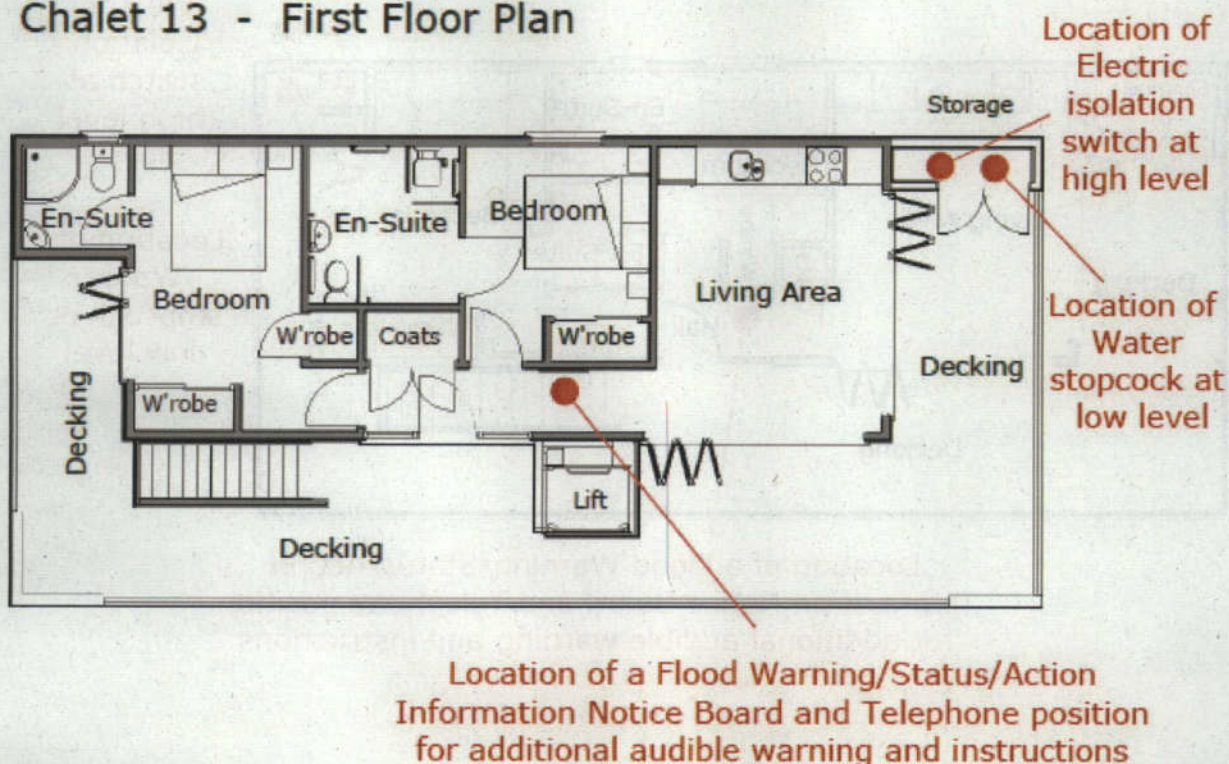 Chalet 13 - First Floor Plan
Location of
Electric
isolation
switch at
high level
Storage
En-Suite
En-Suite
Bedroom
Bedroom
Living Area
W'robe
Coats
W'robe
W'robe
Decking
Decking
Location of
Water
stopcock at
low level
Lift
Decking
Location of a Flood Warning/Status/Action
Information Notice Board and Telephone position
for additional audible warning and instructions